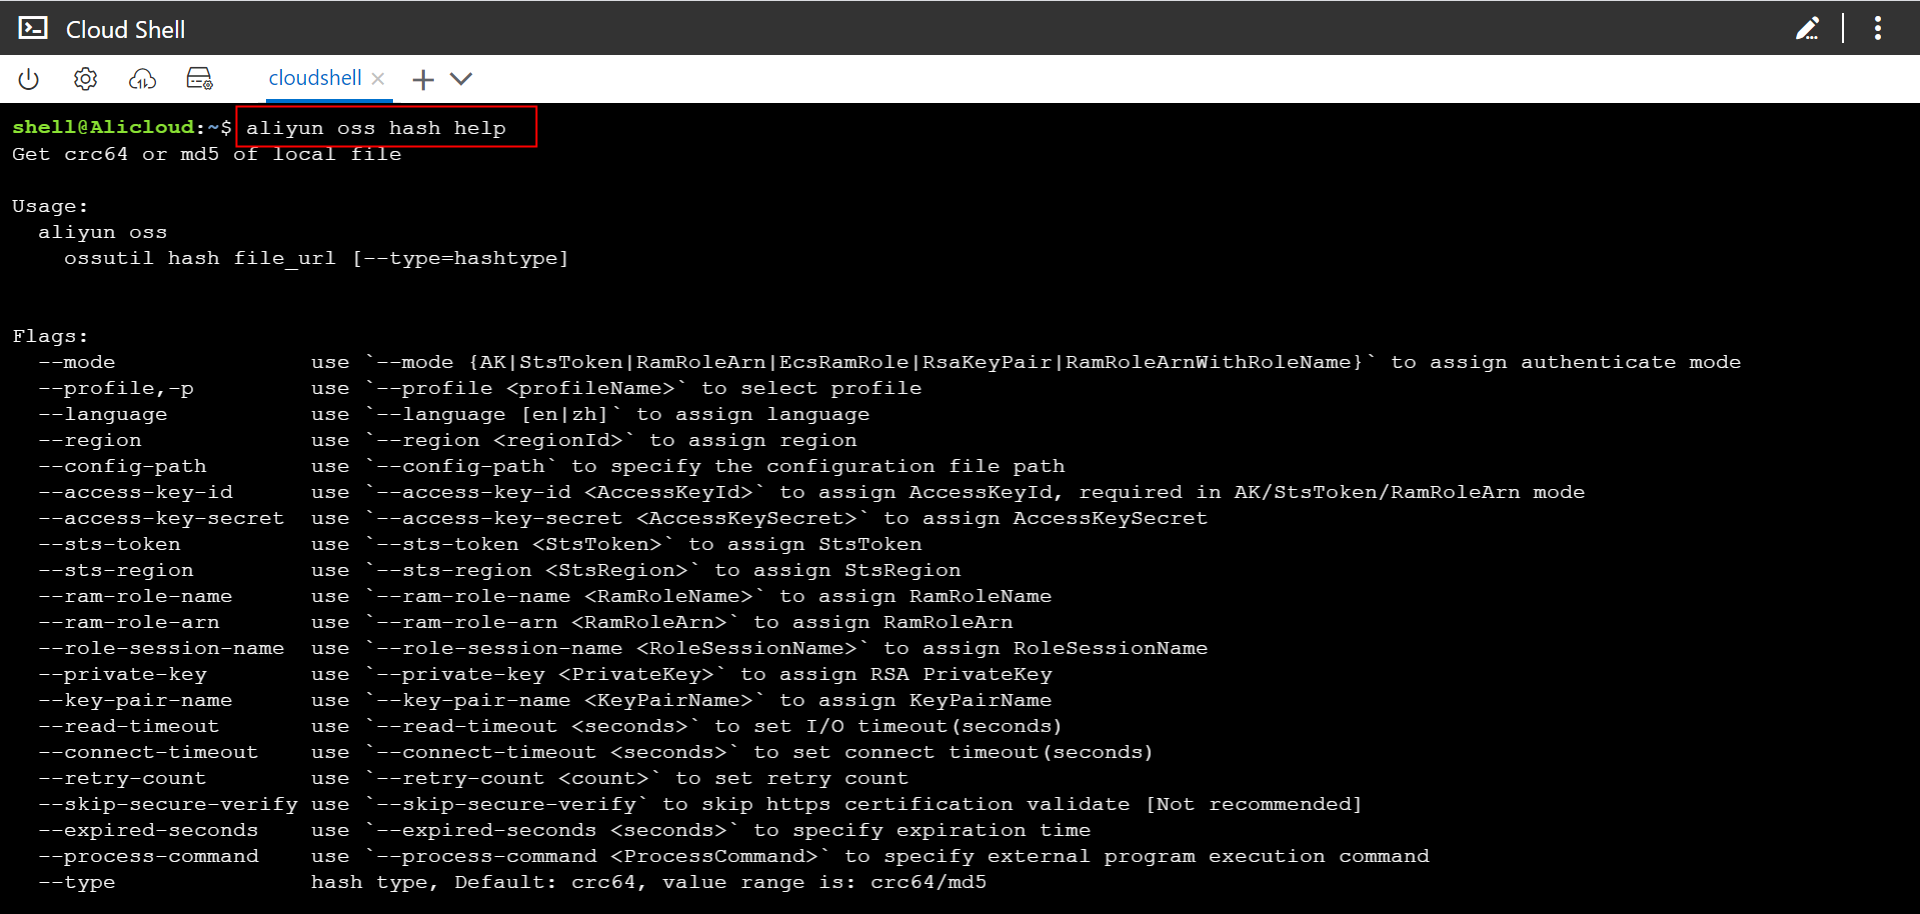 Cloud Shell
cloudshell
shell@Alicloud:~$ aliyun oss hash help
Get crc64 or md5 of local file
Usage:
  aliyun oss
    ossutil hash file_url [--type=hashtype]
Flags:
  --mode               use `--mode {AK|StsToken|RamRoleArn|EcsRamRole|RsaKeyPair|RamRoleArnWithRoleName}` to assign authenticate mode
  --profile,-p         use `--profile <profileName>` to select profile
  --language           use `--language [en|zh]` to assign language
  --region             use `--region <regionId>` to assign region
  --config-path        use `--config-path` to specify the configuration file path
  --access-key-id      use `--access-key-id <AccessKeyId>` to assign AccessKeyId, required in AK/StsToken/RamRoleArn mode
  --access-key-secret  use `--access-key-secret <AccessKeySecret>` to assign AccessKeySecret
  --sts-token          use `--sts-token <StsToken>` to assign StsToken
  --sts-region         use `--sts-region <StsRegion>` to assign StsRegion
  --ram-role-name      use `--ram-role-name <RamRoleName>` to assign RamRoleName
  --ram-role-arn       use `--ram-role-arn <RamRoleArn>` to assign RamRoleArn
  --role-session-name  use `--role-session-name <RoleSessionName>` to assign RoleSessionName
  --private-key        use `--private-key <PrivateKey>` to assign RSA PrivateKey
  --key-pair-name      use `--key-pair-name <KeyPairName>` to assign KeyPairName
  --read-timeout       use `--read-timeout <seconds>` to set I/O timeout(seconds)
  --connect-timeout    use `--connect-timeout <seconds>` to set connect timeout(seconds)
  --retry-count        use `--retry-count <count>` to set retry count
  --skip-secure-verify use `--skip-secure-verify` to skip https certification validate [Not recommended]
  --expired-seconds    use `--expired-seconds <seconds>` to specify expiration time
  --process-command    use `--process-command <ProcessCommand>` to specify external program execution command
  --type               hash type, Default: crc64, value range is: crc64/md5